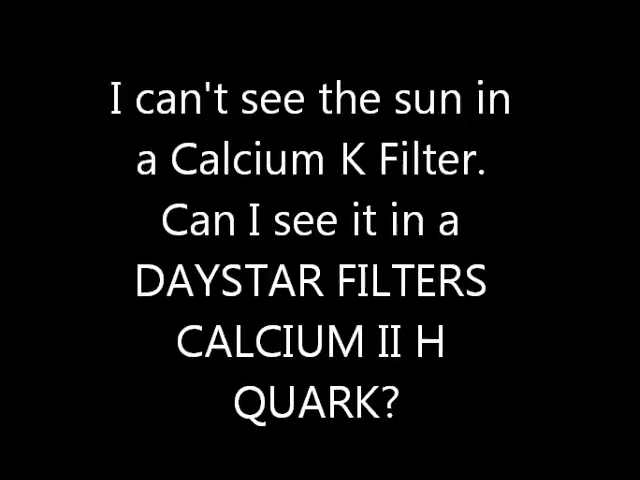 I can't see the sun in
a Calcium K Filter.
Can I see it in a
DAYSTAR FILTERS
CALCIUM II H
QUARK?